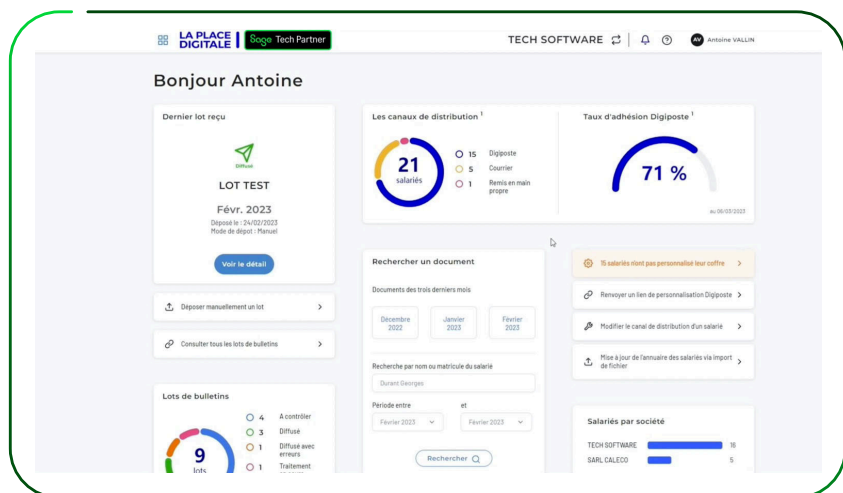 LA PLACE
DIGITALE
Sage Tech Partner
TECH SOFTWARE
AV
Antoine VALLIN
Bonjour Antoine
Dernier lot reçu
Diffusé
LOT TEST
Févr. 2023
Déposé le : 24/02/2023
Mode de dépot : Manuel
Voir le détail
Déposer manuellement un lot
Consulter tous les lots de bulletins
Lots de bulletins
9
lots
4 A contrôler
3 Diffusé
1 Diffusé avec
erreurs
1 Traitement
Les canaux de distribution 1
21
salariés
15 Digiposte
5 Courrier
1 Remis en main
propre
Taux d'adhésion Digiposte 1
71 %
au 09/03/2023
Rechercher un document
Documents des trois derniers mois
Décembre
2022
Janvier
2023
Février
2023
Recherche par nom ou matricule du salarié
Durant Georges
Période entre
et
Février 2023
Février 2023
Rechercher
15 salariés n'ont pas personnalisé leur coffre
Renvoyer un lien de personnalisation Digiposte
Modifier le canal de distribution d'un salarié
Mise à jour de l'annuaire des salariés via import
de fichier
Salariés par société
TECH SOFTWARE 16
SARL CALECO 5